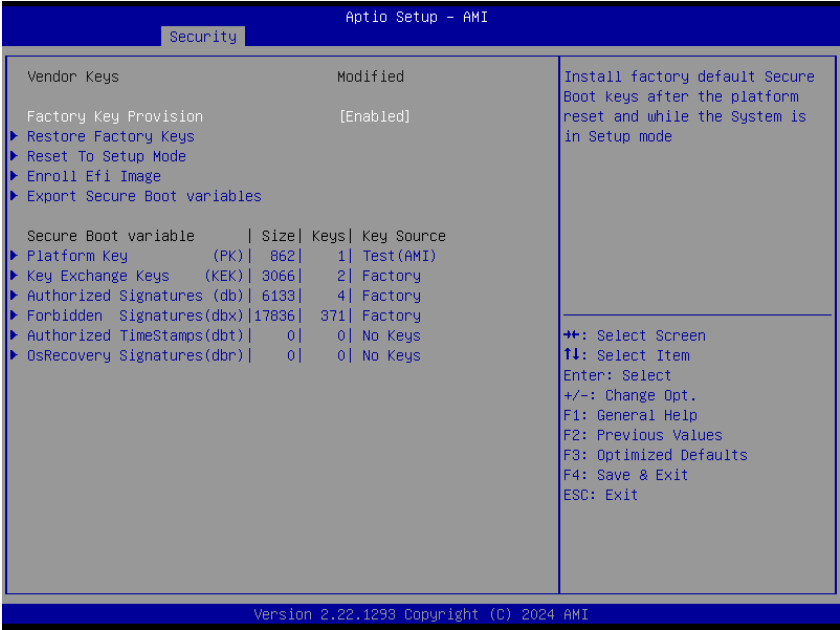 Aptio Setup – AMI
Security
Vendor Keys Modified
Factory Key Provision [Enabled]
Restore Factory Keys
Reset To Setup Mode
Enroll Efi Image
Export Secure Boot variables
Secure Boot variable | Size| Keys| Key Source
Platform Key (PK)| 862| 1| Test(AMI)
Key Exchange Keys (KEK)| 3066| 2| Factory
Authorized Signatures (db)| 6133| 4| Factory
Forbidden Signatures(dbx)|17836| 371| Factory
Authorized TimeStamps(dbt)| 0| 0| No Keys
OsRecovery Signatures(dbr)| 0| 0| No Keys
Install factory default Secure
Boot keys after the platform
reset and while the System is
in Setup mode
→←: Select Screen
↑↓: Select Item
Enter: Select
+/-: Change Opt.
F1: General Help
F2: Previous Values
F3: Optimized Defaults
F4: Save & Exit
ESC: Exit
Version 2.22.1293 Copyright (C) 2024 AMI